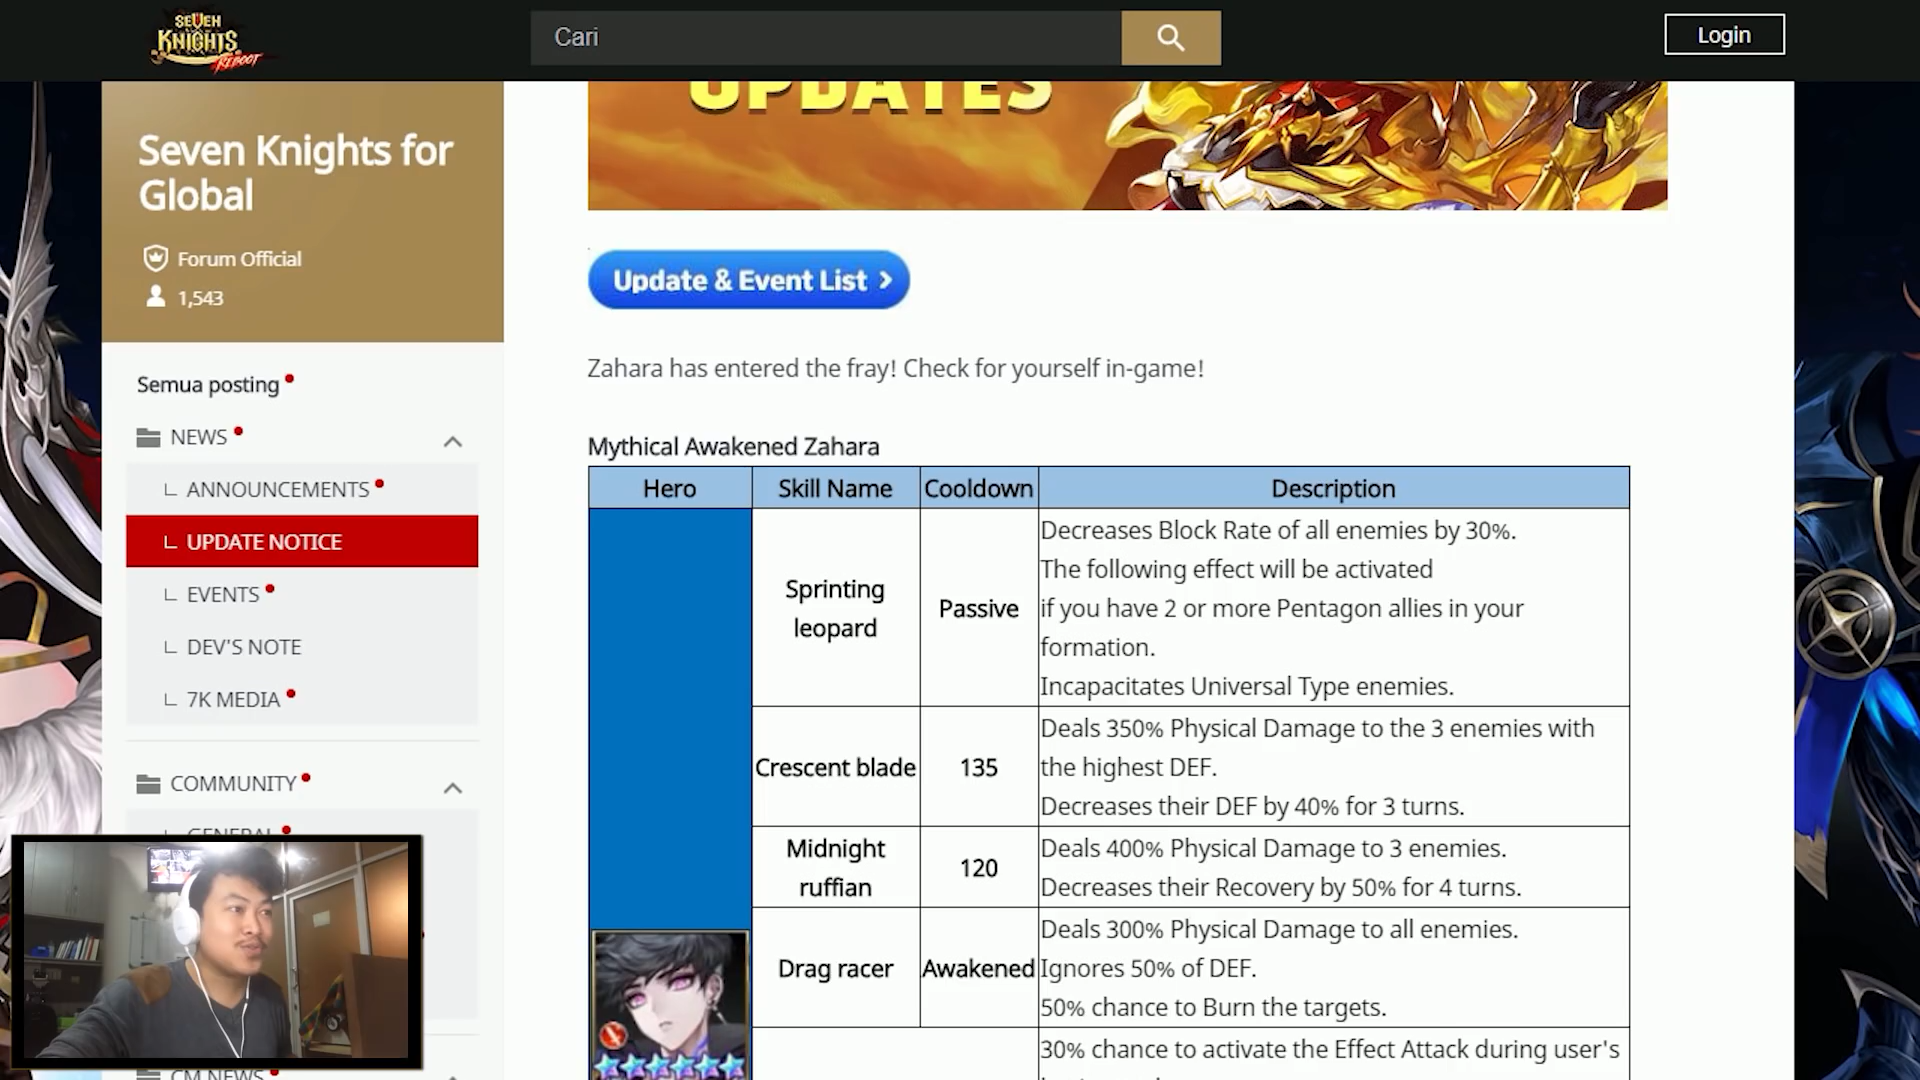 SEVEN
KNIGHTS
REBOOT
Cari
Login
UPDATES
Seven Knights for
Global
Forum Official
1,543
Semua posting
NEWS
ANNOUNCEMENTS
UPDATE NOTICE
EVENTS
DEV'S NOTE
7K MEDIA
COMMUNITY
GENERAL
CM NEWS
Update & Event List >
Zahara has entered the fray! Check for yourself in-game!
Mythical Awakened Zahara
Hero Skill Name Cooldown Description
Sprinting
leopard
Passive
Decreases Block Rate of all enemies by 30%.
The following effect will be activated
if you have 2 or more Pentagon allies in your
formation.
Incapacitates Universal Type enemies.
Crescent blade
135
Deals 350% Physical Damage to the 3 enemies with
the highest DEF.
Decreases their DEF by 40% for 3 turns.
Midnight
ruffian
120
Deals 400% Physical Damage to 3 enemies.
Decreases their Recovery by 50% for 4 turns.
Drag racer
Awakened
Deals 300% Physical Damage to all enemies.
Ignores 50% of DEF.
50% chance to Burn the targets.
30% chance to activate the Effect Attack during user's